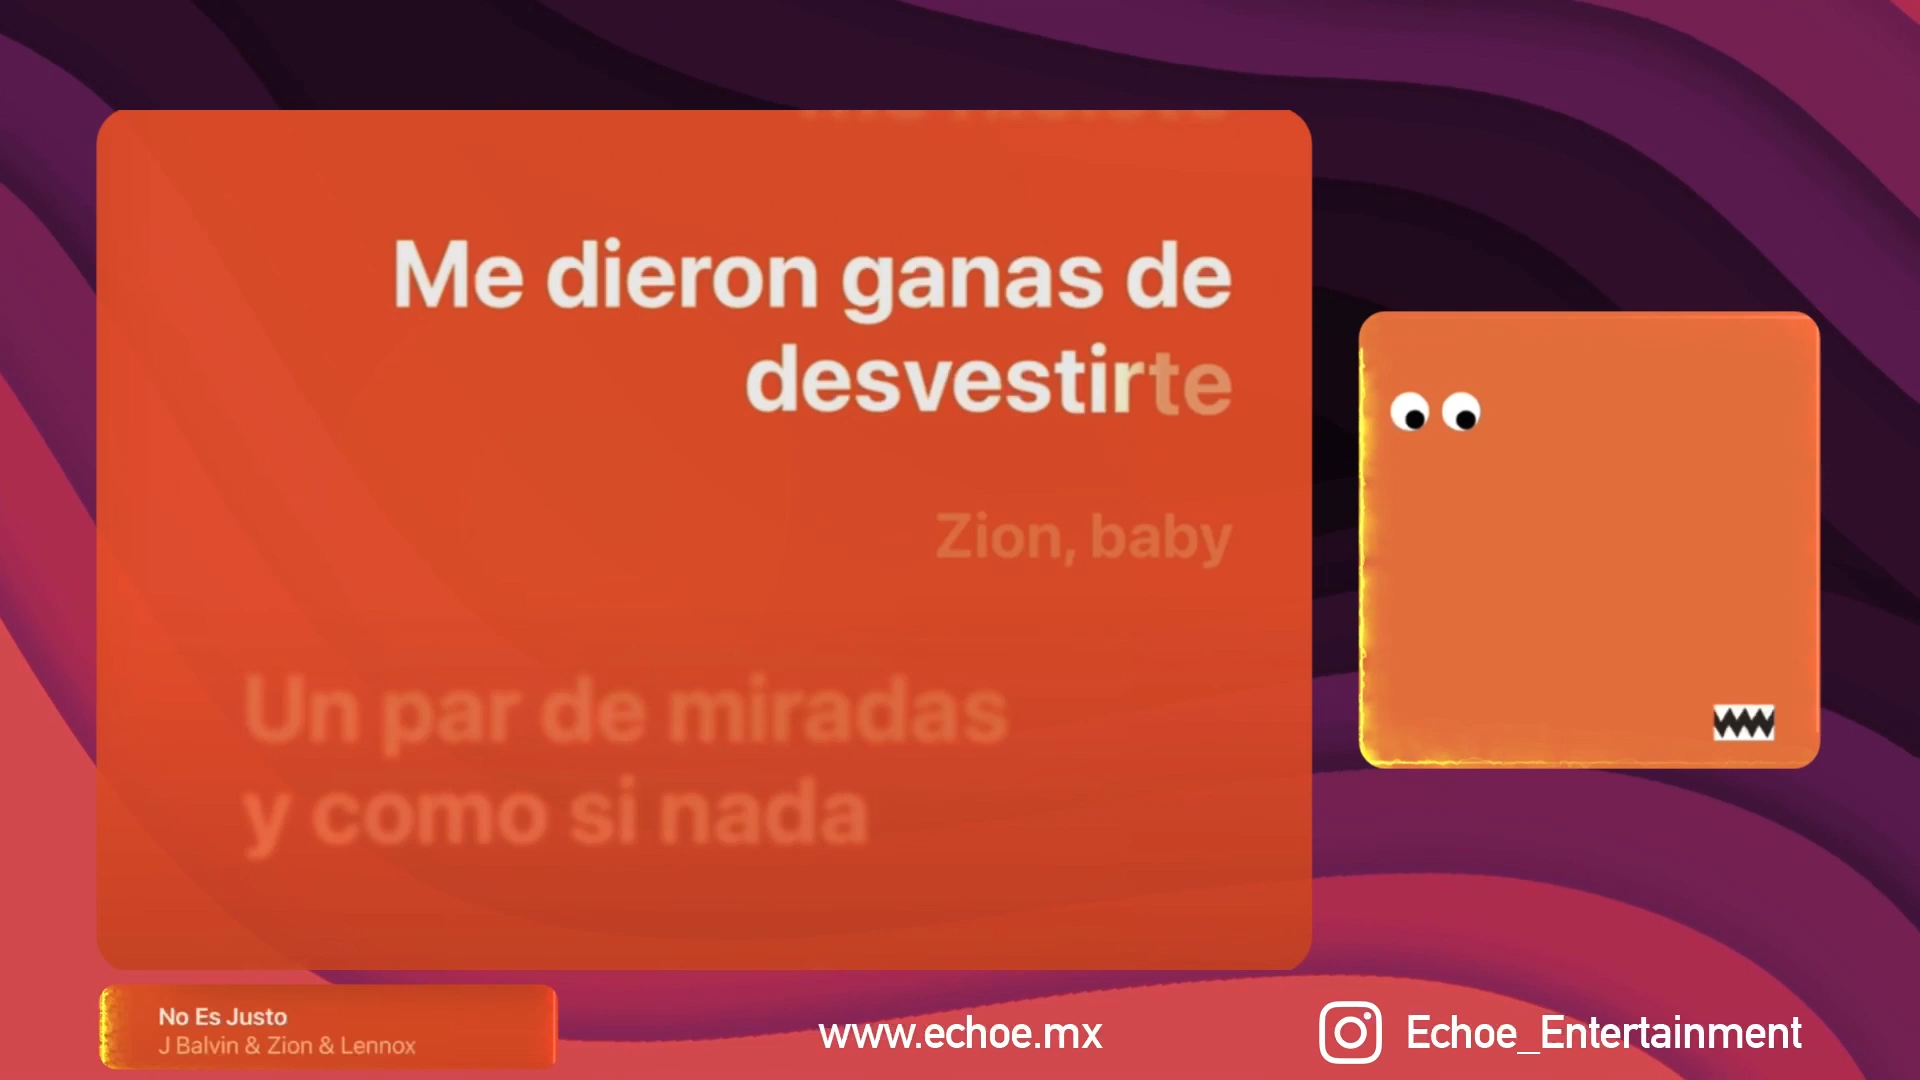 Me dieron ganas de
desvestirte
Zion, baby
Un par de miradas
y como si nada
No Es Justo
J Balvin & Zion & Lennox
www.echoe.mx
Echoe_Entertainment